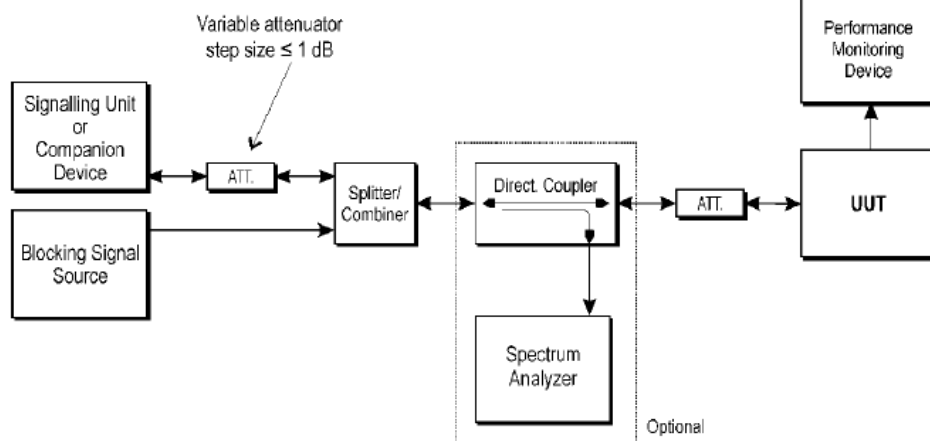 Variable attenuator
step size ≤ 1 dB
Performance
Monitoring
Device
Signalling Unit
or
Companion
Device
ATT.
Splitter/
Combiner
Direct. Coupler
ATT.
UUT
Blocking Signal
Source
Spectrum
Analyzer
Optional